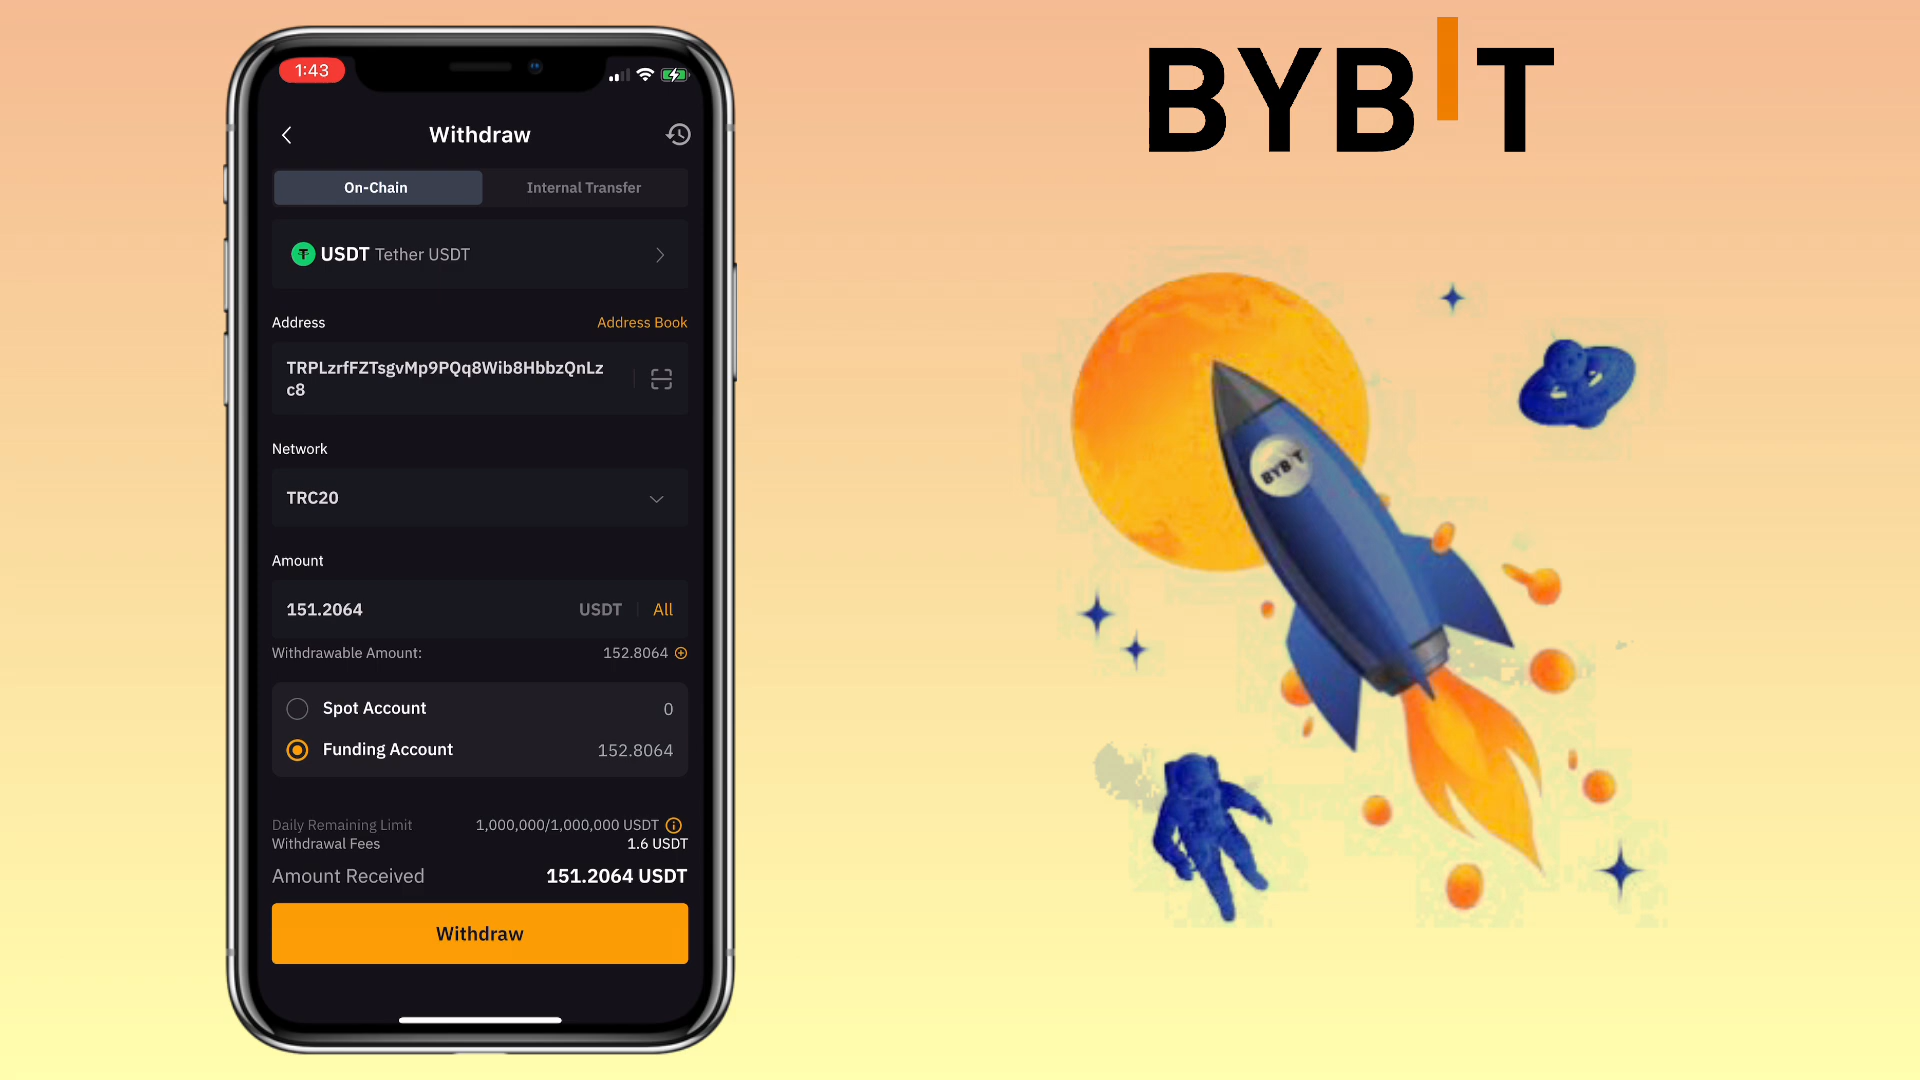 1:43
Withdraw
On-Chain
Internal Transfer
USDT Tether USDT
Address
Address Book
TRPLzrfFZTsgvMp9PQq8Wib8HbbzQnLz
c8
Network
TRC20
Amount
151.2064
USDT
All
Withdrawable Amount:
152.8064
Spot Account
0
Funding Account
152.8064
Daily Remaining Limit
1,000,000/1,000,000 USDT
Withdrawal Fees
1.6 USDT
Amount Received
151.2064 USDT
Withdraw
BYBIT
BYBIT